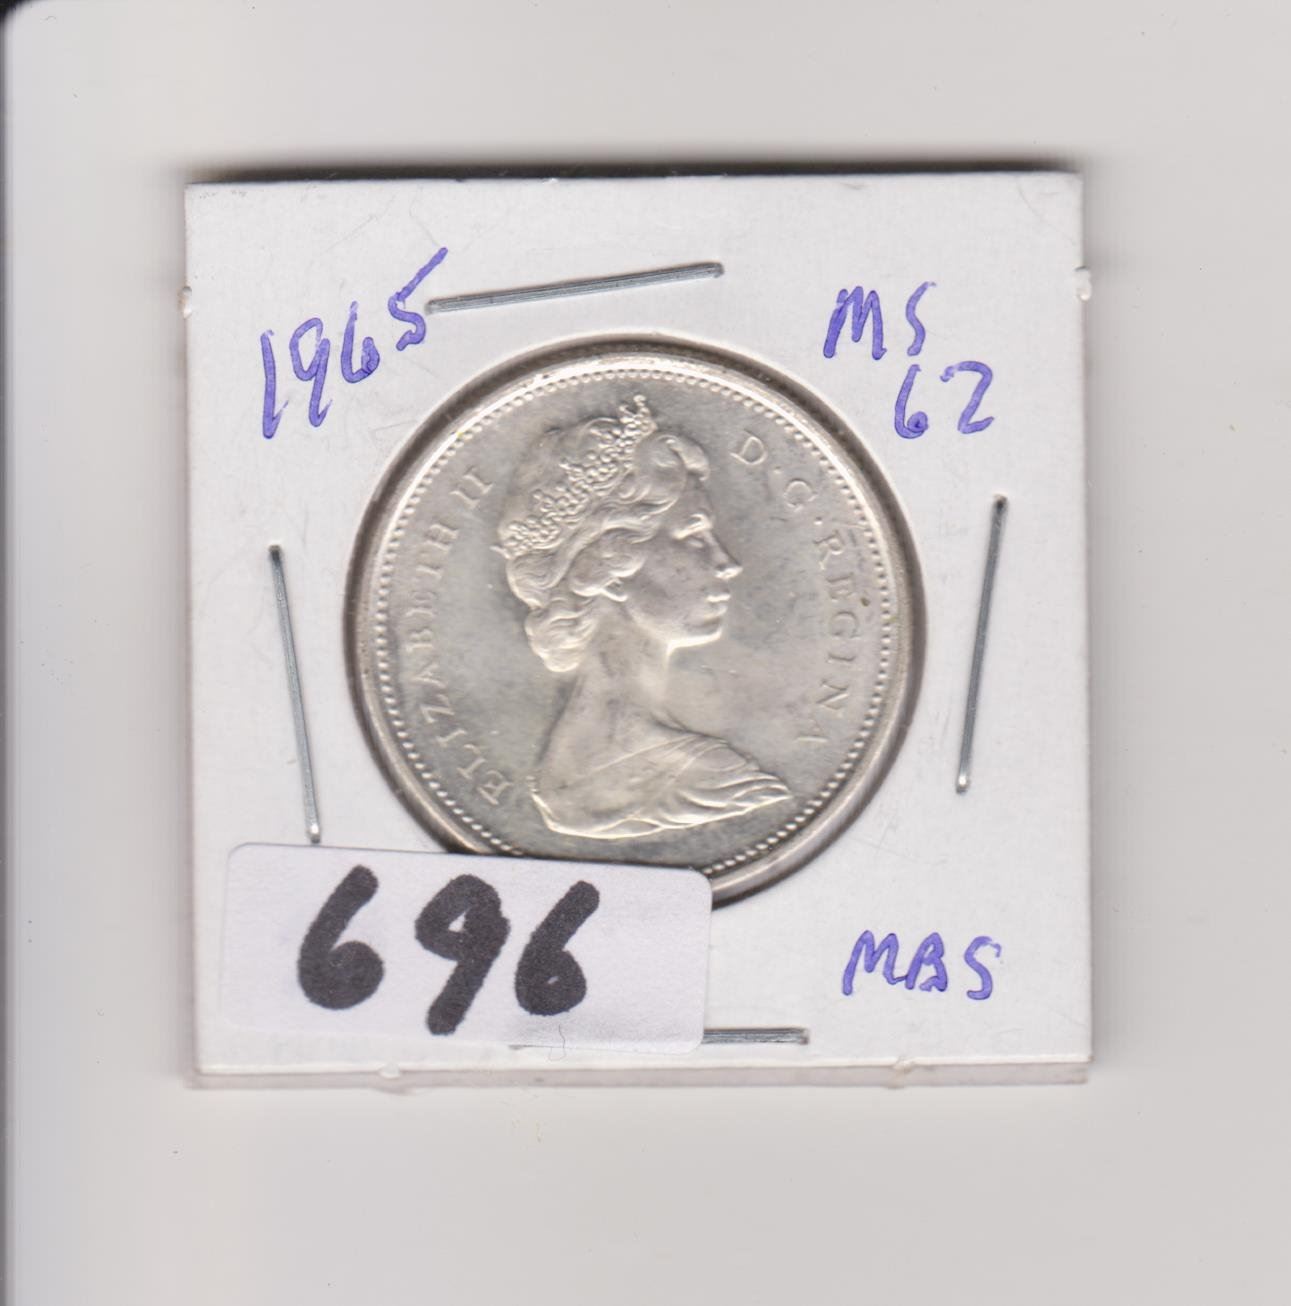 1965
MS
62
ELIZABETH II
D·G·REGINA
696
MBS